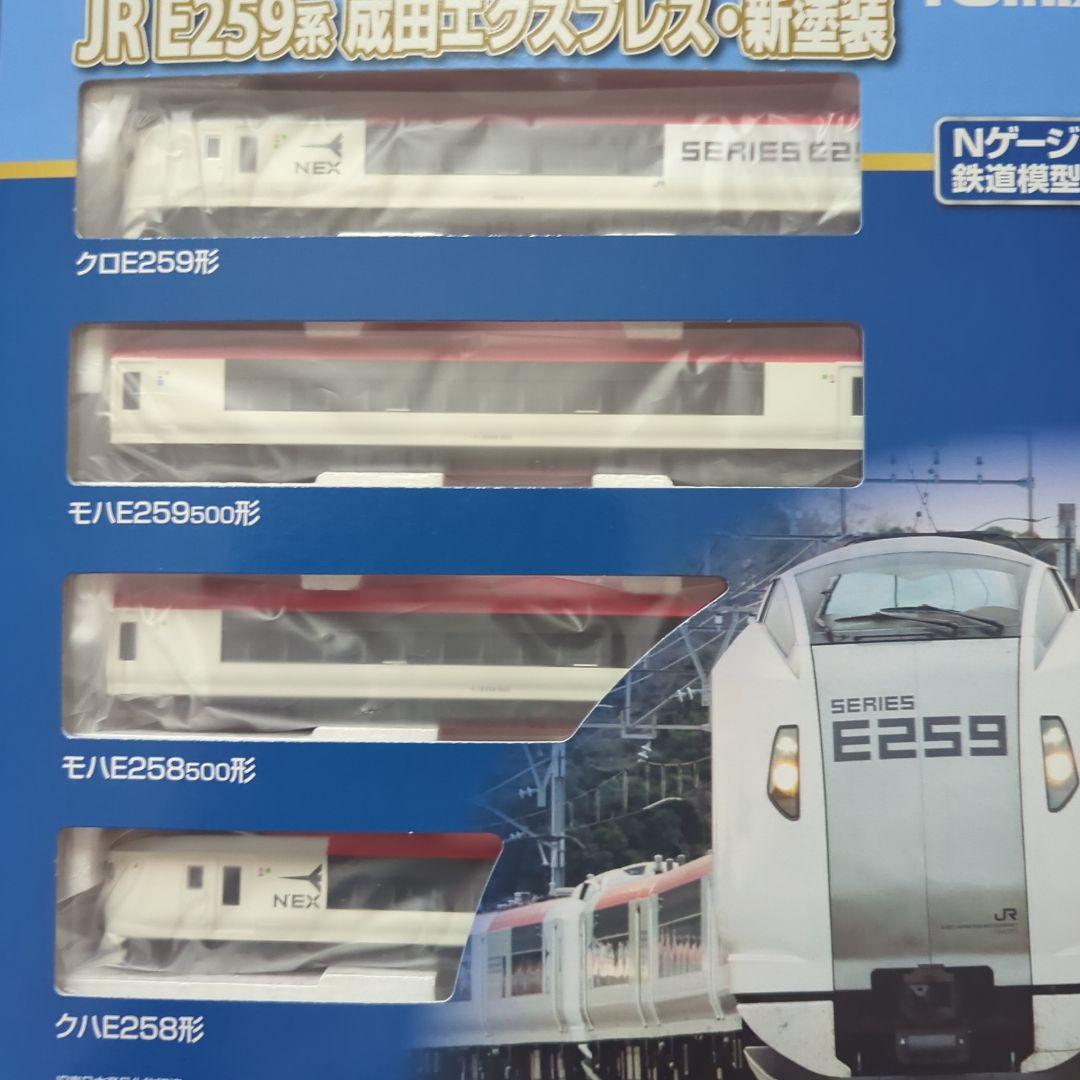 JR E259系 成田エクスプレス・新塗装
Nゲージ
鉄道模型
NEX
SERIES E25
JR
クロE259形
モハE259500形
モハE258500形
SERIES
E259
NEX
JR
クハE258形